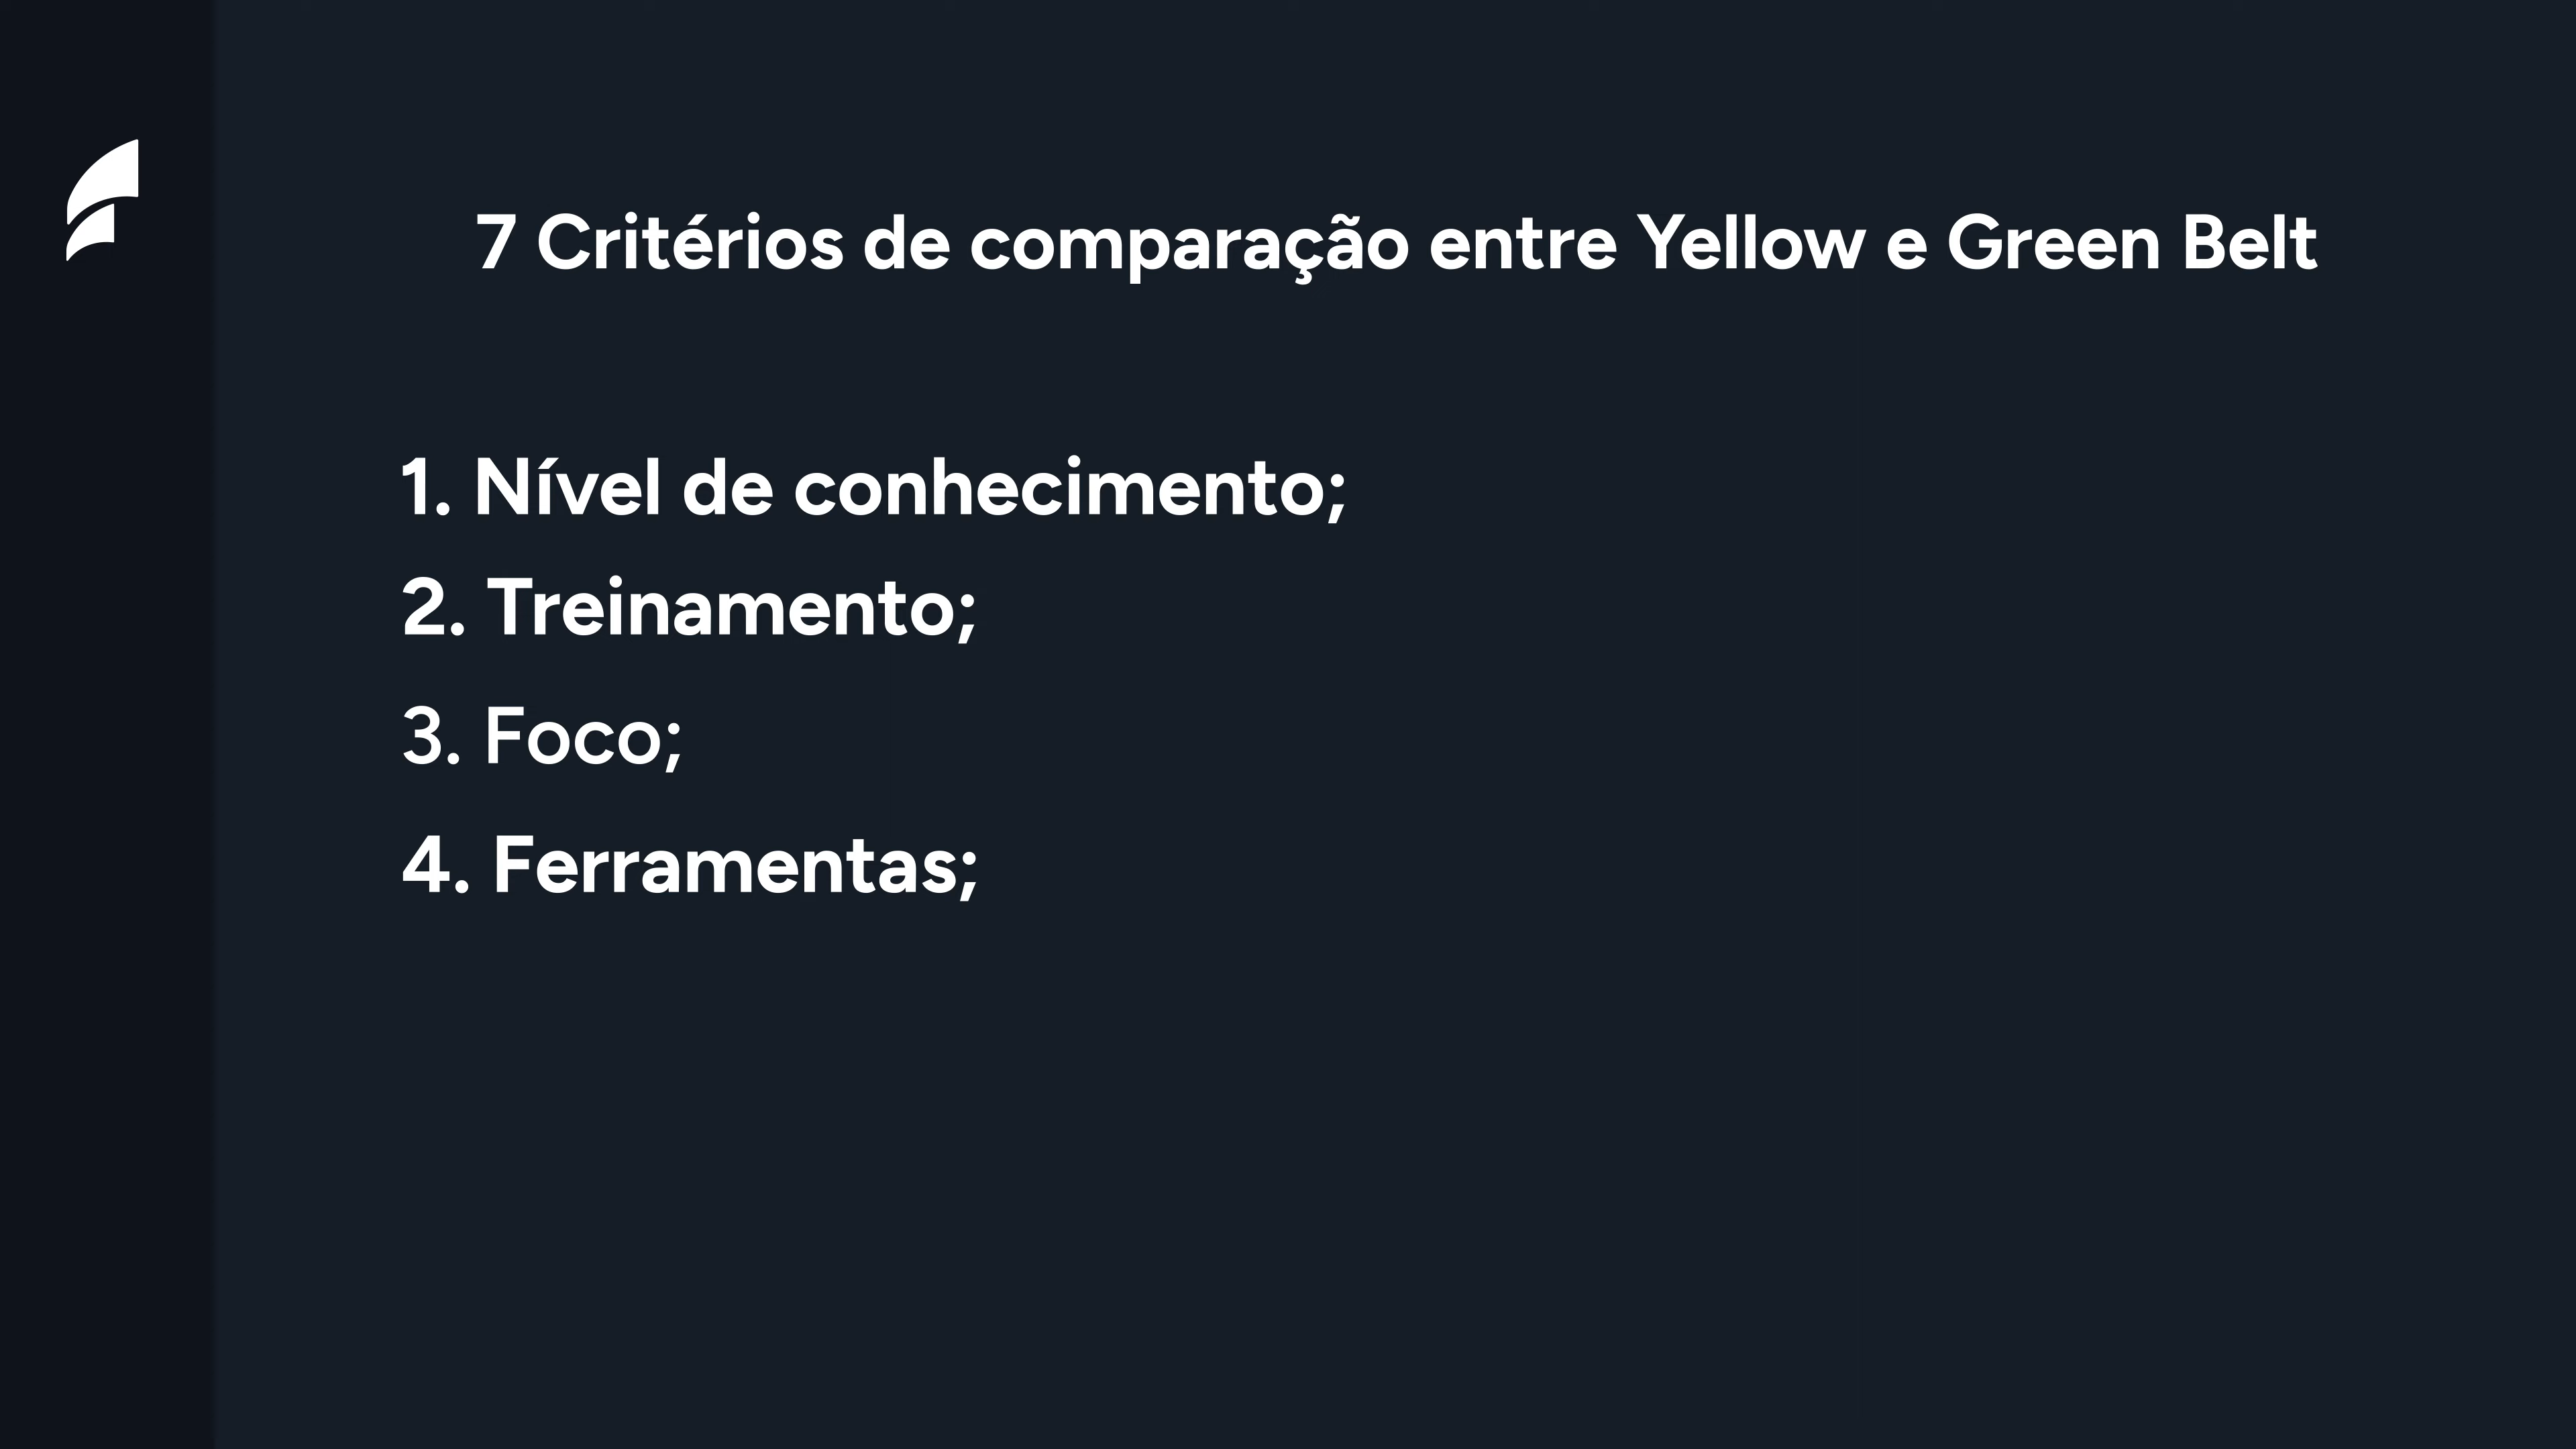 7 Critérios de comparação entre Yellow e Green Belt
1. Nível de conhecimento;
2. Treinamento;
3. Foco;
4. Ferramentas;